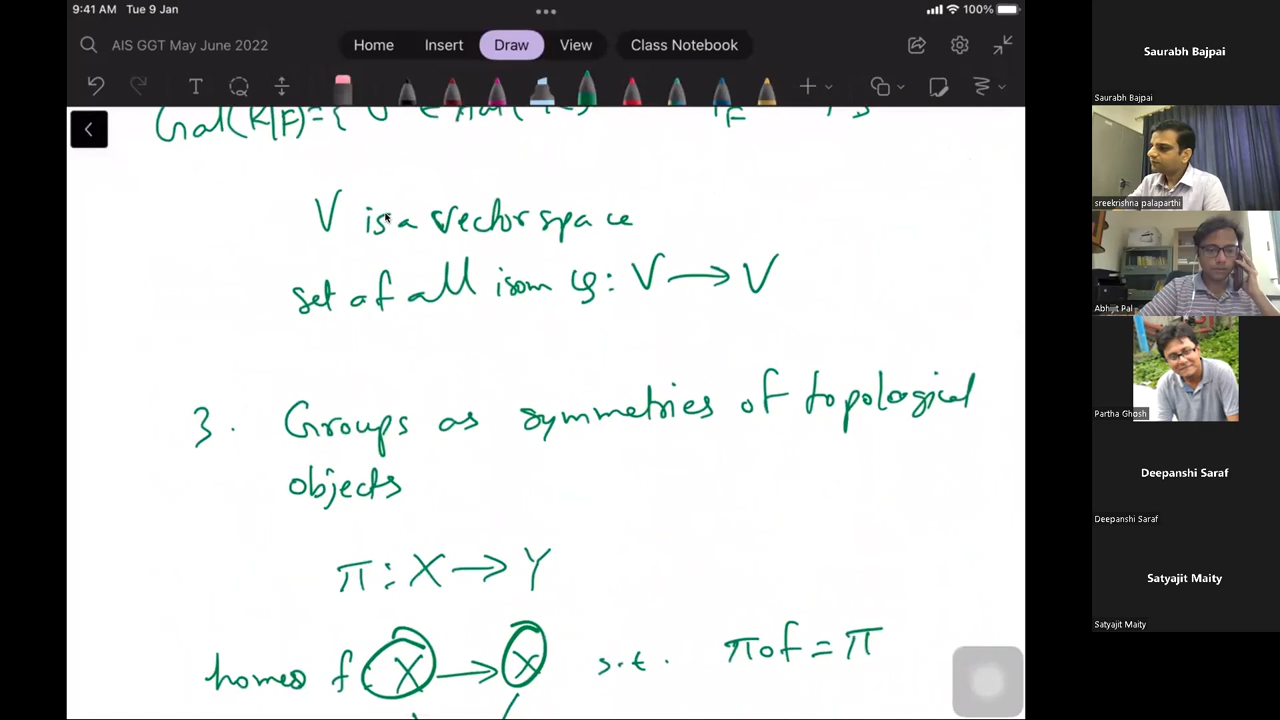 9:41 AM Tue 9 Jan
100%
AIS GGT May June 2022
Home Insert Draw View Class Notebook
Gal(K|F) = {
V is a vector space
set of all isom φ: V → V
3. Groups as symmetries of topological
objects
π: X → Y
homeo f X → X s.t. π o f = π
Saurabh Bajpai
Saurabh Bajpai
sreekrishna palaparthi
Abhijit Pal
Partha Ghosh
Deepanshi Saraf
Deepanshi Saraf
Satyajit Maity
Satyajit Maity